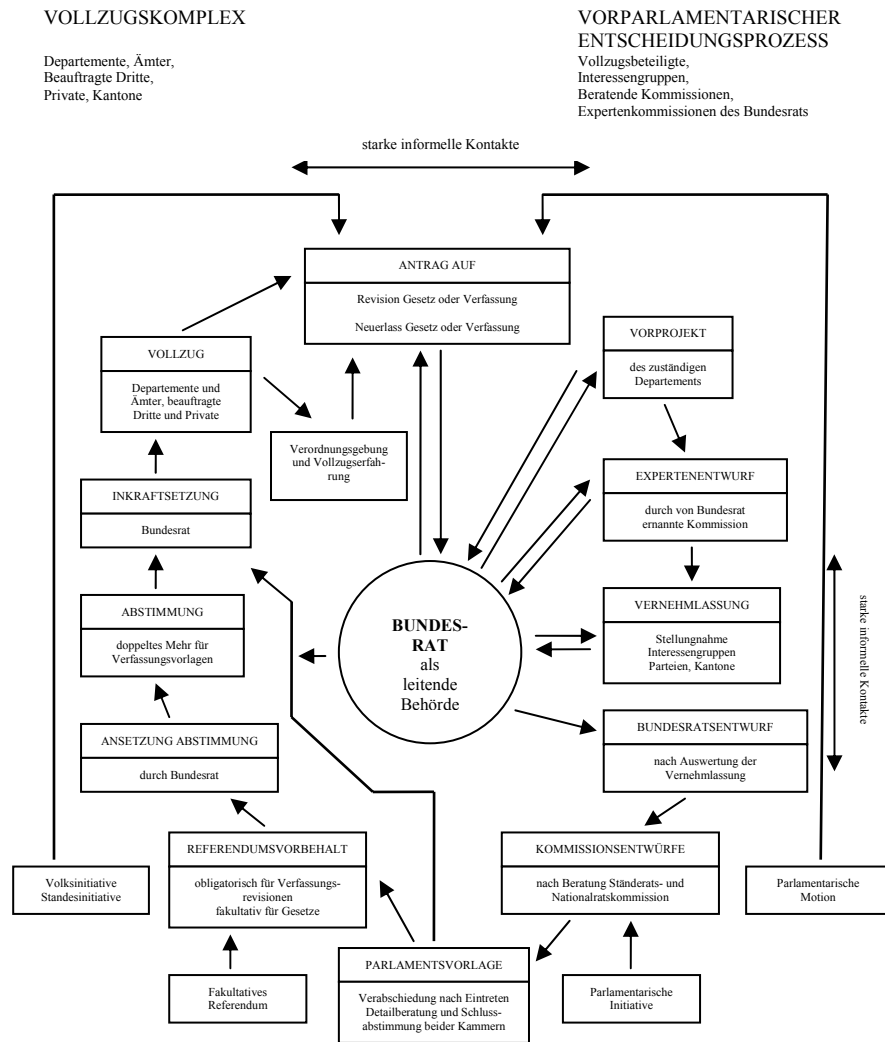 VOLLZUGSKOMPLEX
Departemente, Ämter,
Beauftragte Dritte,
Private, Kantone
VORPARLAMENTARISCHER
ENTSCHEIDUNGSPROZESS
Vollzugsbeteiligte,
Interessengruppen,
Beratende Kommissionen,
Expertenkommissionen des Bundesrats
starke informelle Kontakte
ANTRAG AUF
Revision Gesetz oder Verfassung
Neuerlass Gesetz oder Verfassung
VORPROJEKT
des zuständigen
Departements
VOLLZUG
Departemente und
Ämter, beauftragte
Dritte und Private
Verordnungsgebung
und Vollzugserfah-
rung
EXPERTENENTWURF
durch von Bundesrat
ernannte Kommission
INKRAFTSETZUNG
Bundesrat
ABSTIMMUNG
doppeltes Mehr für
Verfassungsvorlagen
BUNDES-
RAT
als
leitende
Behörde
VERNEHMLASSUNG
Stellungnahme
Interessengruppen
Parteien, Kantone
starke informelle Kontakte
ANSETZUNG ABSTIMMUNG
durch Bundesrat
BUNDESRATSENTWURF
nach Auswertung der
Vernehmlassung
REFERENDUMSVORBEHALT
obligatorisch für Verfassungs-
revisionen
fakultativ für Gesetze
KOMMISSIONSENTWÜRFE
nach Beratung Ständerats- und
Nationalratskommission
Volksinitiative
Standesinitiative
Parlamentarische
Motion
PARLAMENTSVORLAGE
Verabschiedung nach Eintreten
Detailberatung und Schluss-
abstimmung beider Kammern
Fakultatives
Referendum
Parlamentarische
Initiative